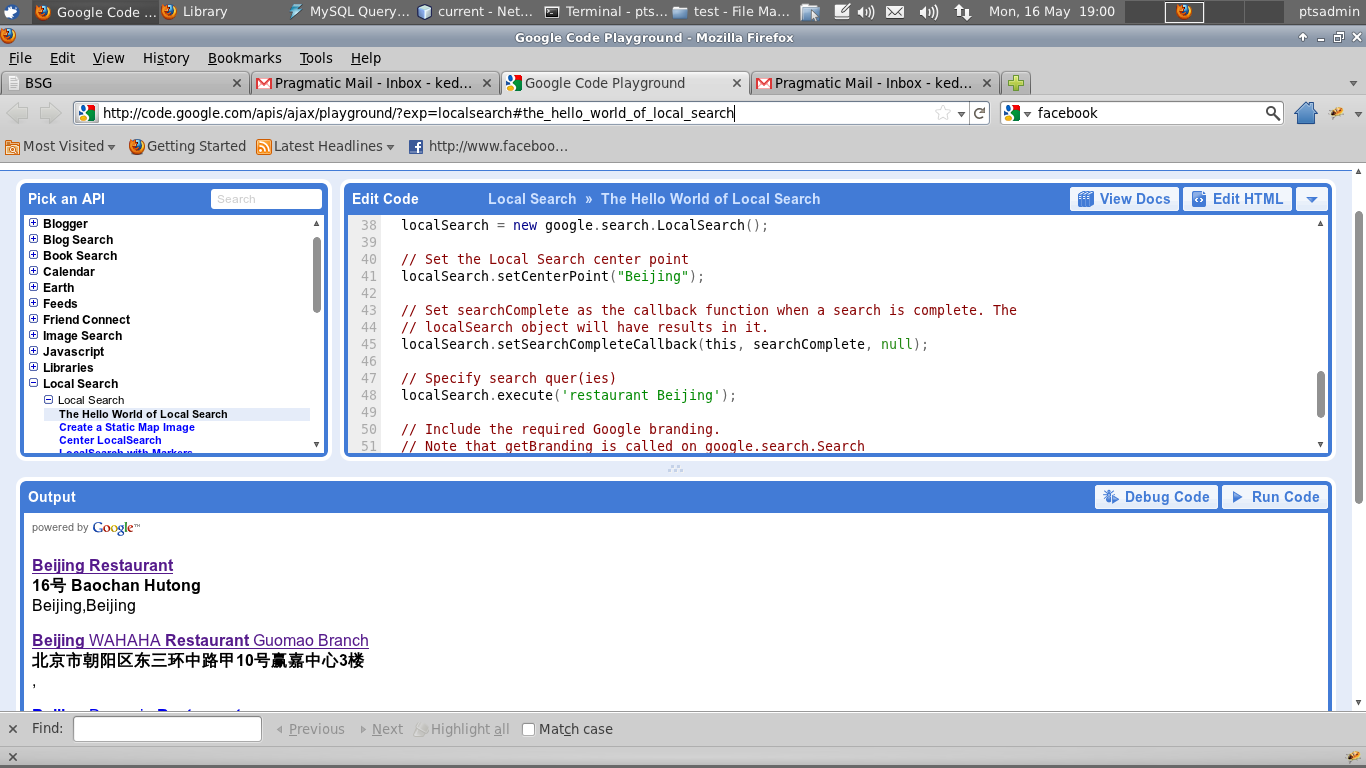 Google Code ...
Library
MySQL Query...
current - Net...
Terminal - pts...
test - File Ma...
Mon, 16 May 19:00
ptsadmin
Google Code Playground - Mozilla Firefox
File Edit View History Bookmarks Tools Help
BSG
Pragmatic Mail - Inbox - ked...
Google Code Playground
Pragmatic Mail - Inbox - ked...
http://code.google.com/apis/ajax/playground/?exp=localsearch#the_hello_world_of_local_search
facebook
Most Visited
Getting Started
Latest Headlines
http://www.faceboo...
Pick an API
Search
Blogger
Blog Search
Book Search
Calendar
Earth
Feeds
Friend Connect
Image Search
Javascript
Libraries
Local Search
Local Search
The Hello World of Local Search
Create a Static Map Image
Center LocalSearch
LocalSearch with Markers
Edit Code
Local Search » The Hello World of Local Search
View Docs
Edit HTML
38 localSearch = new google.search.LocalSearch();
39
40 // Set the Local Search center point
41 localSearch.setCenterPoint("Beijing");
42
43 // Set searchComplete as the callback function when a search is complete. The
44 // localSearch object will have results in it.
45 localSearch.setSearchCompleteCallback(this, searchComplete, null);
46
47 // Specify search quer(ies)
48 localSearch.execute('restaurant Beijing');
49
50 // Include the required Google branding.
51 // Note that getBranding is called on google.search.Search
Output
Debug Code
Run Code
powered by Google™
Beijing Restaurant
16号 Baochan Hutong
Beijing,Beijing
Beijing WAHAHA Restaurant Guomao Branch
北京市朝阳区东三环中路甲10号赢嘉中心3楼
,
Find:
Previous
Next
Highlight all
Match case